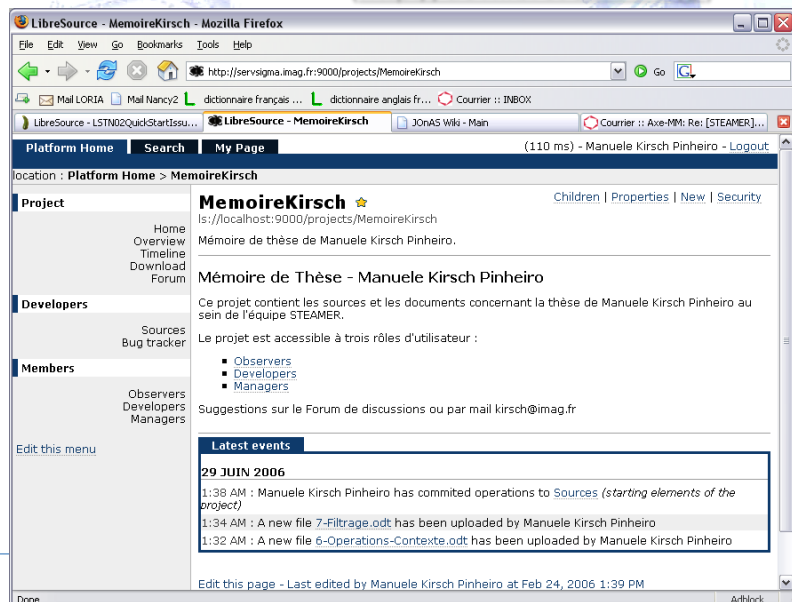 LibreSource - MemoireKirsch - Mozilla Firefox
File Edit View Go Bookmarks Tools Help
http://servsigma.imag.fr:9000/projects/MemoireKirsch Go G
Mail LORIA Mail Nancy2 dictionnaire français ... dictionnaire anglais fr... Courrier :: INBOX
LibreSource - LSTN02QuickStartIssu... LibreSource - MemoireKirsch JOnAS Wiki - Main Courrier :: Axe-MM: Re: [STEAMER]...
Platform Home Search My Page (110 ms) - Manuele Kirsch Pinheiro - Logout
location : Platform Home > MemoireKirsch
Project
Home
Overview
Timeline
Download
Forum
Developers
Sources
Bug tracker
Members
Observers
Developers
Managers
Edit this menu
MemoireKirsch Children | Properties | New | Security
ls://localhost:9000/projects/MemoireKirsch
Mémoire de thèse de Manuele Kirsch Pinheiro.
Mémoire de Thèse - Manuele Kirsch Pinheiro
Ce projet contient les sources et les documents concernant la thèse de Manuele Kirsch Pinheiro au
sein de l'équipe STEAMER.
Le projet est accessible à trois rôles d'utilisateur :
Observers
Developers
Managers
Suggestions sur le Forum de discussions ou par mail kirsch@imag.fr
Latest events
29 JUIN 2006
1:38 AM : Manuele Kirsch Pinheiro has commited operations to Sources (starting elements of the
project)
1:34 AM : A new file 7-Filtrage.odt has been uploaded by Manuele Kirsch Pinheiro
1:32 AM : A new file 6-Operations-Contexte.odt has been uploaded by Manuele Kirsch Pinheiro
Edit this page - Last edited by Manuele Kirsch Pinheiro at Feb 24, 2006 1:39 PM
Done Adblock